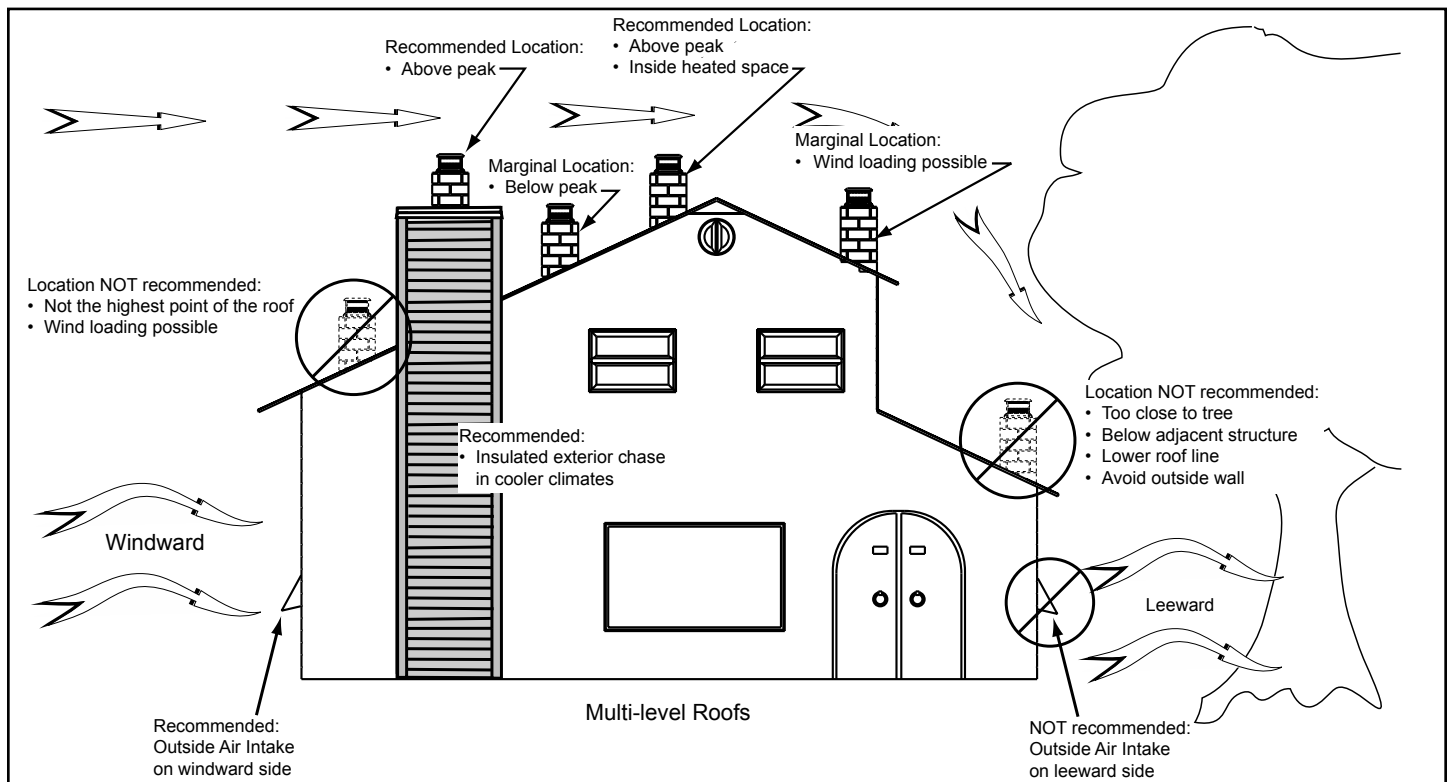 Recommended Location:
• Above peak
Recommended Location:
• Above peak
• Inside heated space
Marginal Location:
• Below peak
Marginal Location:
• Wind loading possible
Location NOT recommended:
• Not the highest point of the roof
• Wind loading possible
Recommended:
• Insulated exterior chase
in cooler climates
Location NOT recommended:
• Too close to tree
• Below adjacent structure
• Lower roof line
• Avoid outside wall
Windward
Leeward
Multi-level Roofs
Recommended:
Outside Air Intake
on windward side
NOT recommended:
Outside Air Intake
on leeward side